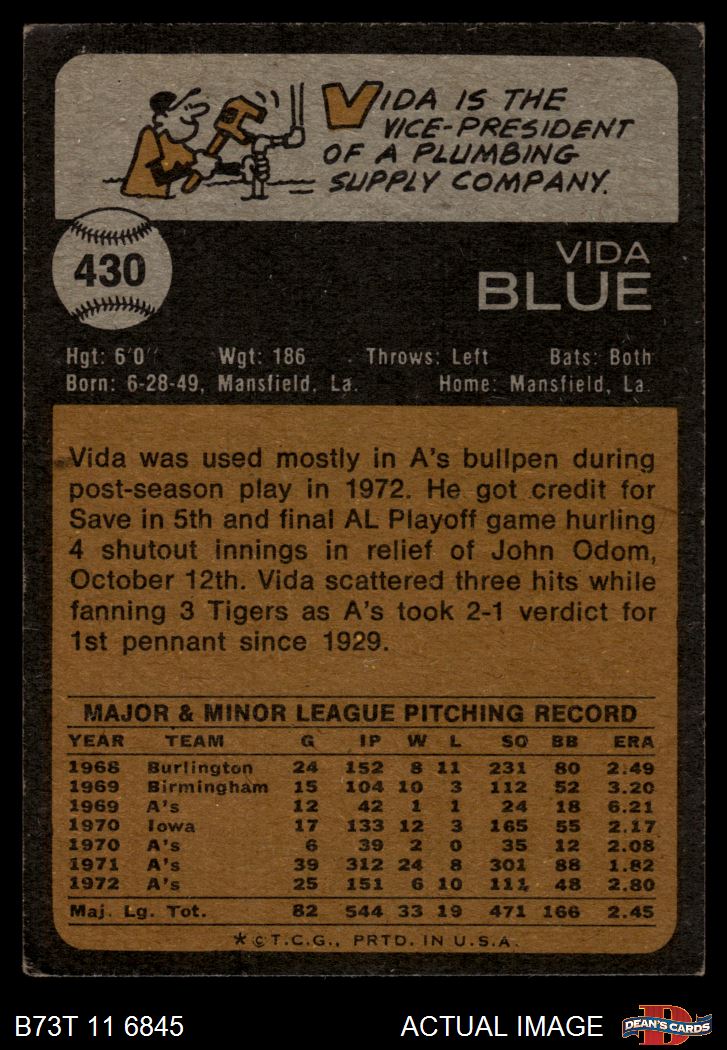 VIDA IS THE
VICE-PRESIDENT
OF A PLUMBING
SUPPLY COMPANY.
430
VIDA
BLUE
Hgt: 6'0" Wgt: 186 Throws: Left Bats: Both
Born: 6-28-49, Mansfield, La. Home: Mansfield, La.
Vida was used mostly in A's bullpen during
post-season play in 1972. He got credit for
Save in 5th and final AL Playoff game hurling
4 shutout innings in relief of John Odom,
October 12th. Vida scattered three hits while
fanning 3 Tigers as A's took 2-1 verdict for
1st pennant since 1929.
MAJOR & MINOR LEAGUE PITCHING RECORD
YEAR TEAM G IP W L SO BB ERA
1968 Burlington 24 152 8 11 231 80 2.49
1969 Birmingham 15 104 10 3 112 52 3.20
1969 A's 12 42 1 1 24 18 6.21
1970 Iowa 17 133 12 3 165 55 2.17
1970 A's 6 39 2 0 35 12 2.08
1971 A's 39 312 24 8 301 88 1.82
1972 A's 25 151 6 10 111 48 2.80
Maj. Lg. Tot. 82 544 33 19 471 166 2.45
* © T.C.G., PRTD. IN U.S.A.
B73T 11 6845 ACTUAL IMAGE D DEAN'S CARDS